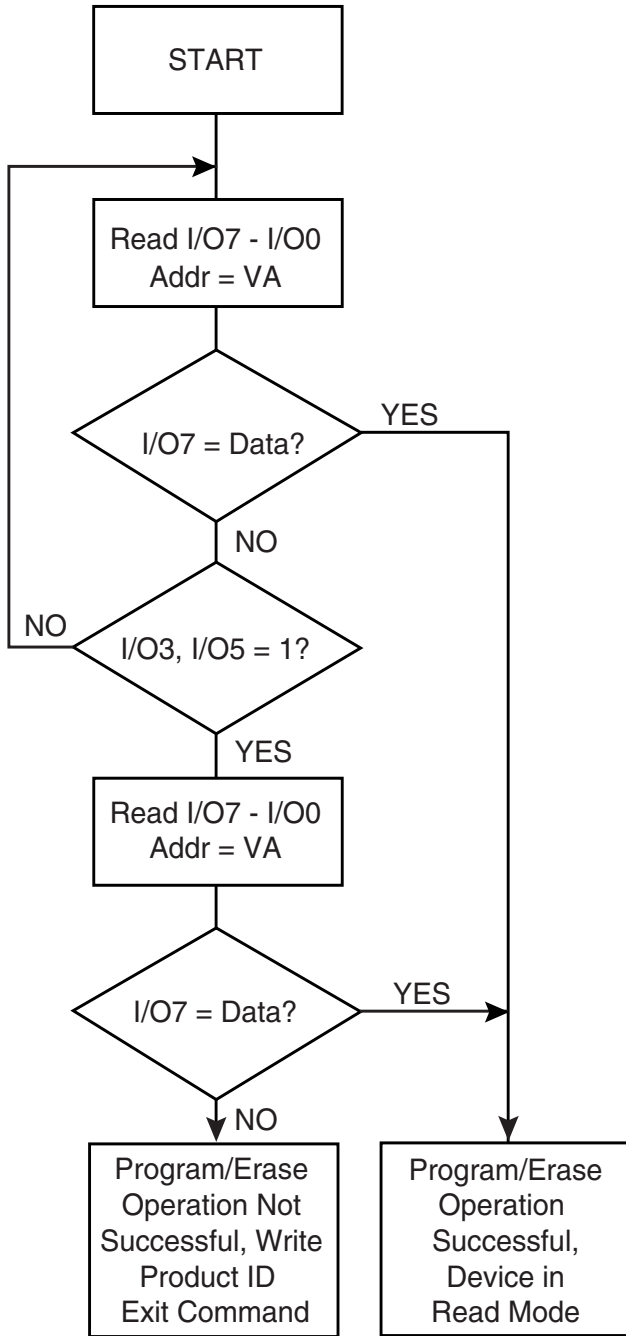 START
Read I/O7 - I/O0
Addr = VA
I/O7 = Data?
YES
NO
I/O3, I/O5 = 1?
NO
YES
Read I/O7 - I/O0
Addr = VA
I/O7 = Data?
YES
NO
Program/Erase
Operation Not
Successful, Write
Product ID
Exit Command
Program/Erase
Operation
Successful,
Device in
Read Mode